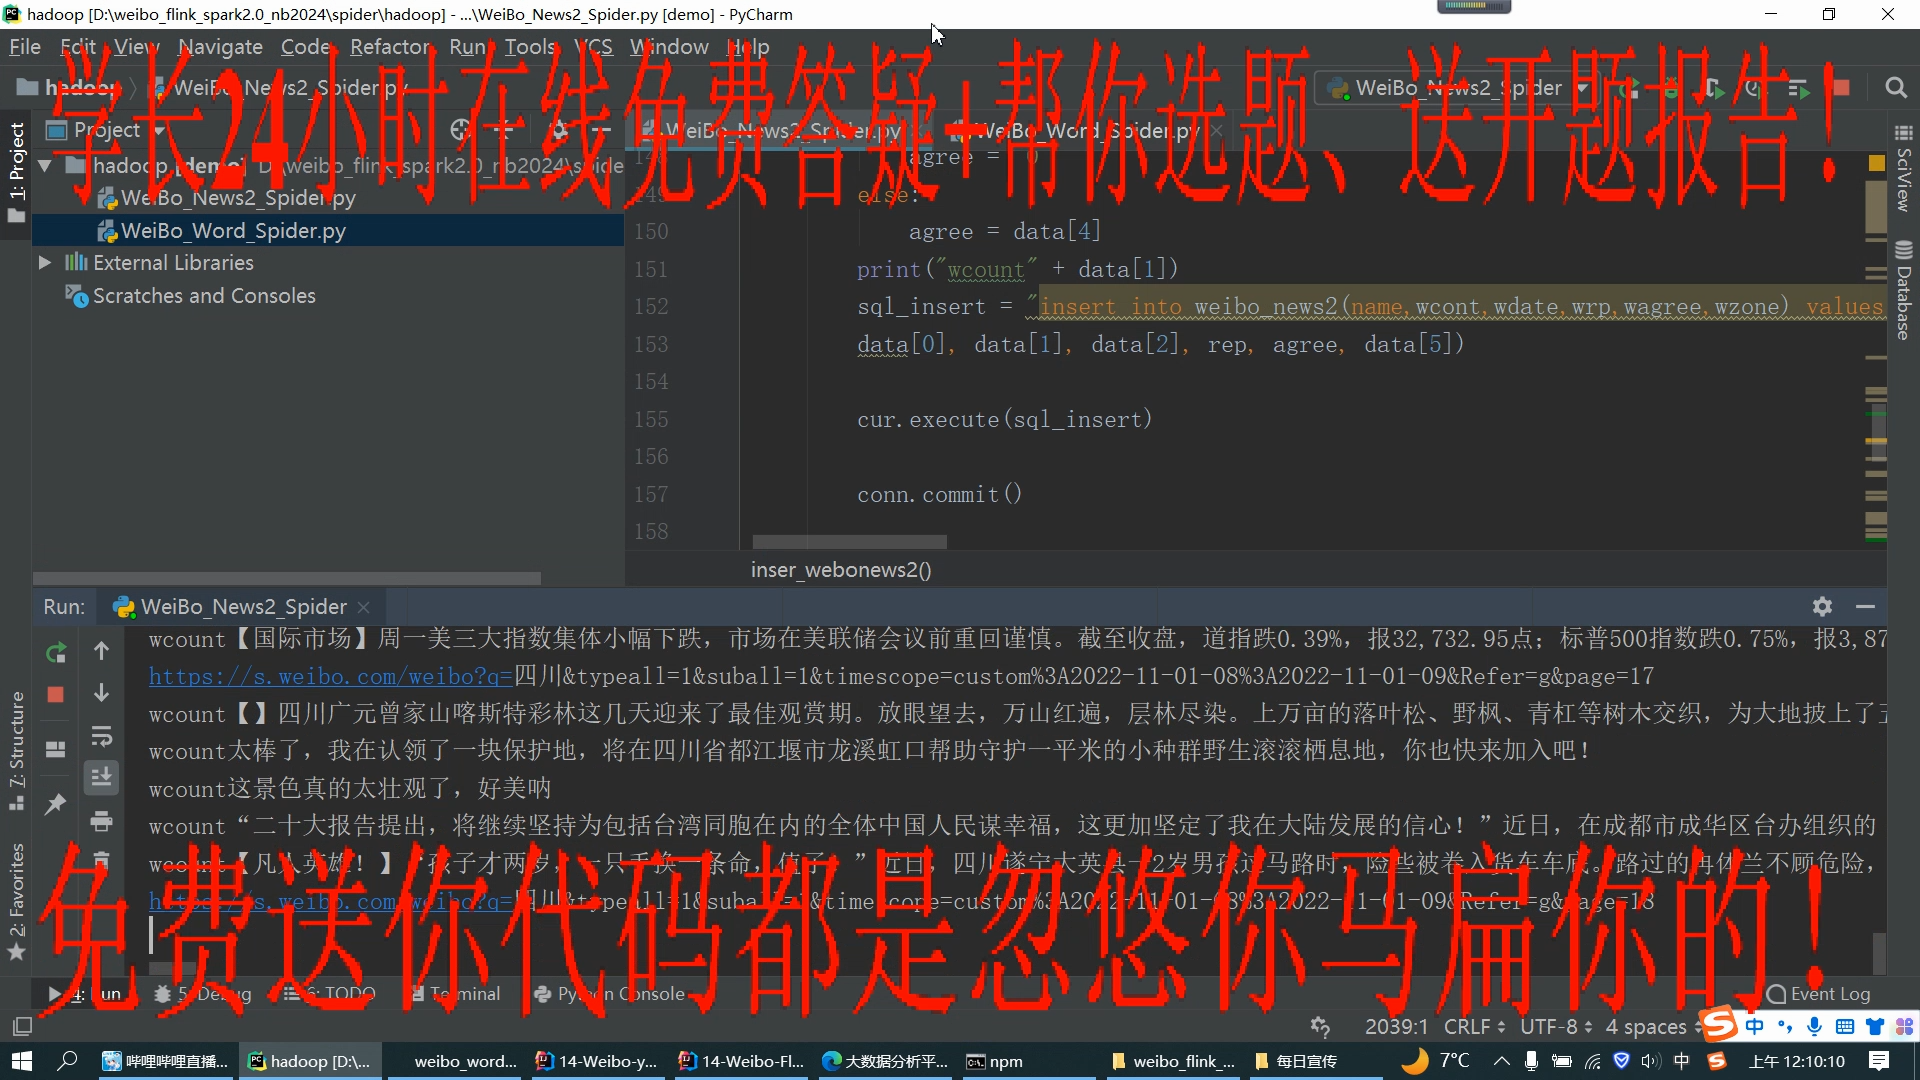 hadoop [D:\weibo_flink_spark2.0_nb2024\spider\hadoop] - ...\WeiBo_News2_Spider.py [demo] - PyCharm
File Edit View Navigate Code Refactor Run Tools VCS Window Help
学长24小时在线免费答疑+帮你选题、送开题报告！
hadoop WeiBo_News2_Spider.py WeiBo_News2_Spider
1: Project Project WeiBo_News2_Spider.py WeiBo_Word_Spider.py
hadoop [demo] D:\weibo_flink_spark2.0_nb2024\spide
WeiBo_News2_Spider.py
WeiBo_Word_Spider.py
External Libraries
Scratches and Consoles
SciView
Database
148 agree = 0
149 else:
150 agree = data[4]
151 print("wcount" + data[1])
152 sql_insert = "insert into weibo_news2(name,wcont,wdate,wrp,wagree,wzone) values
153 data[0], data[1], data[2], rep, agree, data[5])
154
155 cur.execute(sql_insert)
156
157 conn.commit()
158
inser_webonews2()
Run: WeiBo_News2_Spider
wcount【国际市场】周一美三大指数集体小幅下跌，市场在美联储会议前重回谨慎。截至收盘，道指跌0.39%，报32,732.95点；标普500指数跌0.75%，报3,87
https://s.weibo.com/weibo?q=四川&typeall=1&suball=1&timescope=custom%3A2022-11-01-08%3A2022-11-01-09&Refer=g&page=17
wcount【】四川广元曾家山喀斯特彩林这几天迎来了最佳观赏期。放眼望去，万山红遍，层林尽染。上万亩的落叶松、野枫、青杠等树木交织，为大地披上了
wcount太棒了，我在认领了一块保护地，将在四川省都江堰市龙溪虹口帮助守护一平米的小种群野生滚滚栖息地，你也快来加入吧！
wcount这景色真的太壮观了，好美呐
wcount“二十大报告提出，将继续坚持为包括台湾同胞在内的全体中国人民谋幸福，这更加坚定了我在大陆发展的信心！”近日，在成都市成华区台办组织的
wcount【凡人英雄！】“孩子才两岁，一只手换一条命，值了”近日，四川遂宁大英县一2岁男孩过马路时，险些被卷入货车车底。路过的冉体兰不顾危险，
https://s.weibo.com/weibo?q=四川&typeall=1&suball=1&timescope=custom%3A2022-11-01-08%3A2022-11-01-09&Refer=g&page=18
免费送你代码都是忽悠你马扁你的！
7: Structure
2: Favorites
4: Run 5: Debug 6: TODO Terminal Python Console Event Log
2039:1 CRLF UTF-8 4 spaces 中
哔哩哔哩直播... hadoop [D:\... weibo_word... 14-Weibo-y... 14-Weibo-Fl... 大数据分析平... npm weibo_flink_... 每日宣传 7°C 中 上午 12:10:10